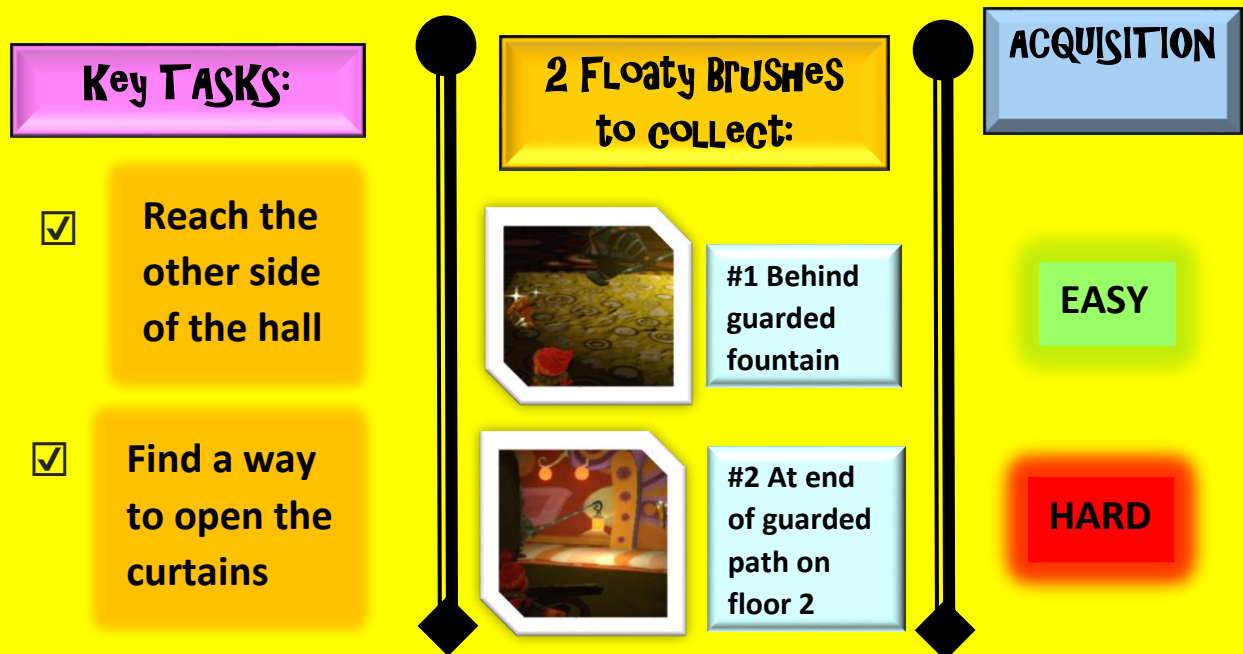 Key TASKS:
Reach the
other side
of the hall
Find a way
to open the
curtains
2 FLoaty BrUSHeS
to coLLect:
#1 Behind
guarded
fountain
#2 At end
of guarded
path on
floor 2
ACQUISITION
EASY
HARD